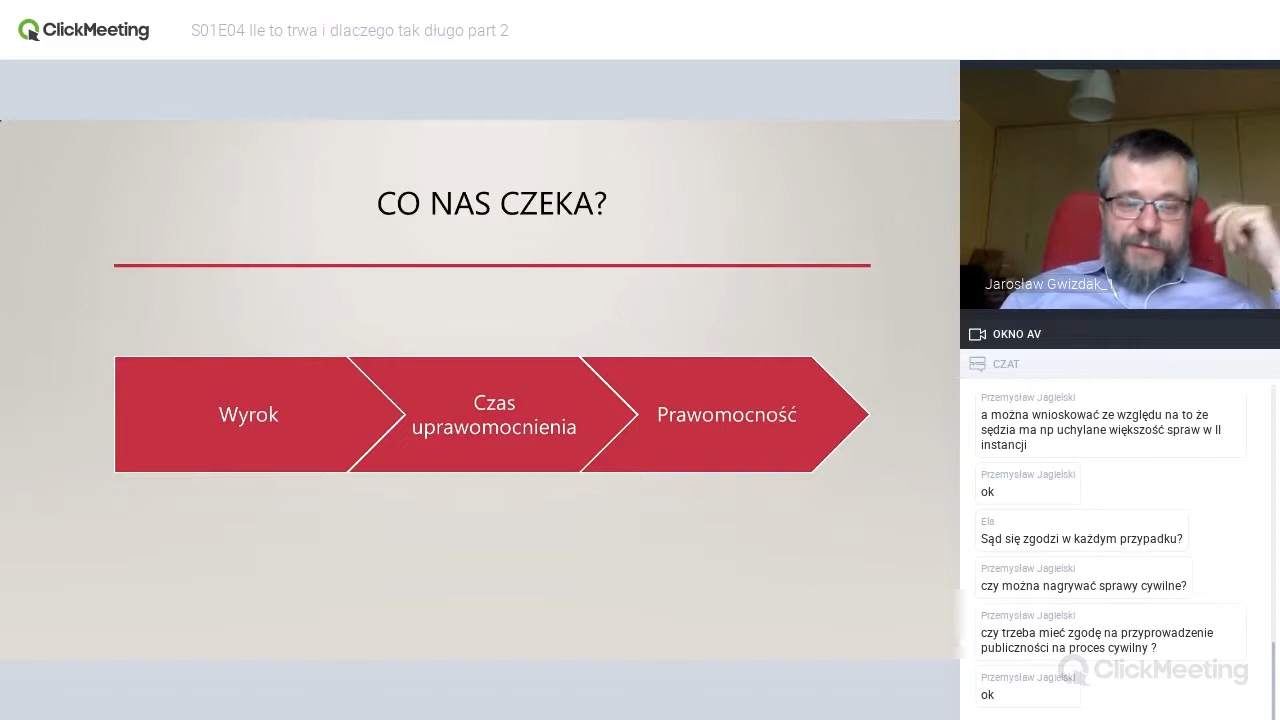 ClickMeeting
S01E04 Ile to trwa i dlaczego tak długo part 2
CO NAS CZEKA?
Wyrok
Czas
uprawomocnienia
Prawomocność
Jarosław Gwizdak_1
OKNO AV
CZAT
Przemysław Jagielski
a można wnioskować ze względu na to że
sędzia ma np uchylane większość spraw w II
instancji
Przemysław Jagielski
ok
Ela
Sąd się zgodzi w każdym przypadku?
Przemysław Jagielski
czy można nagrywać sprawy cywilne?
Przemysław Jagielski
czy trzeba mieć zgodę na przyprowadzenie
publiczności na proces cywilny ?
Przemysław Jagielski
ok
ClickMeeting